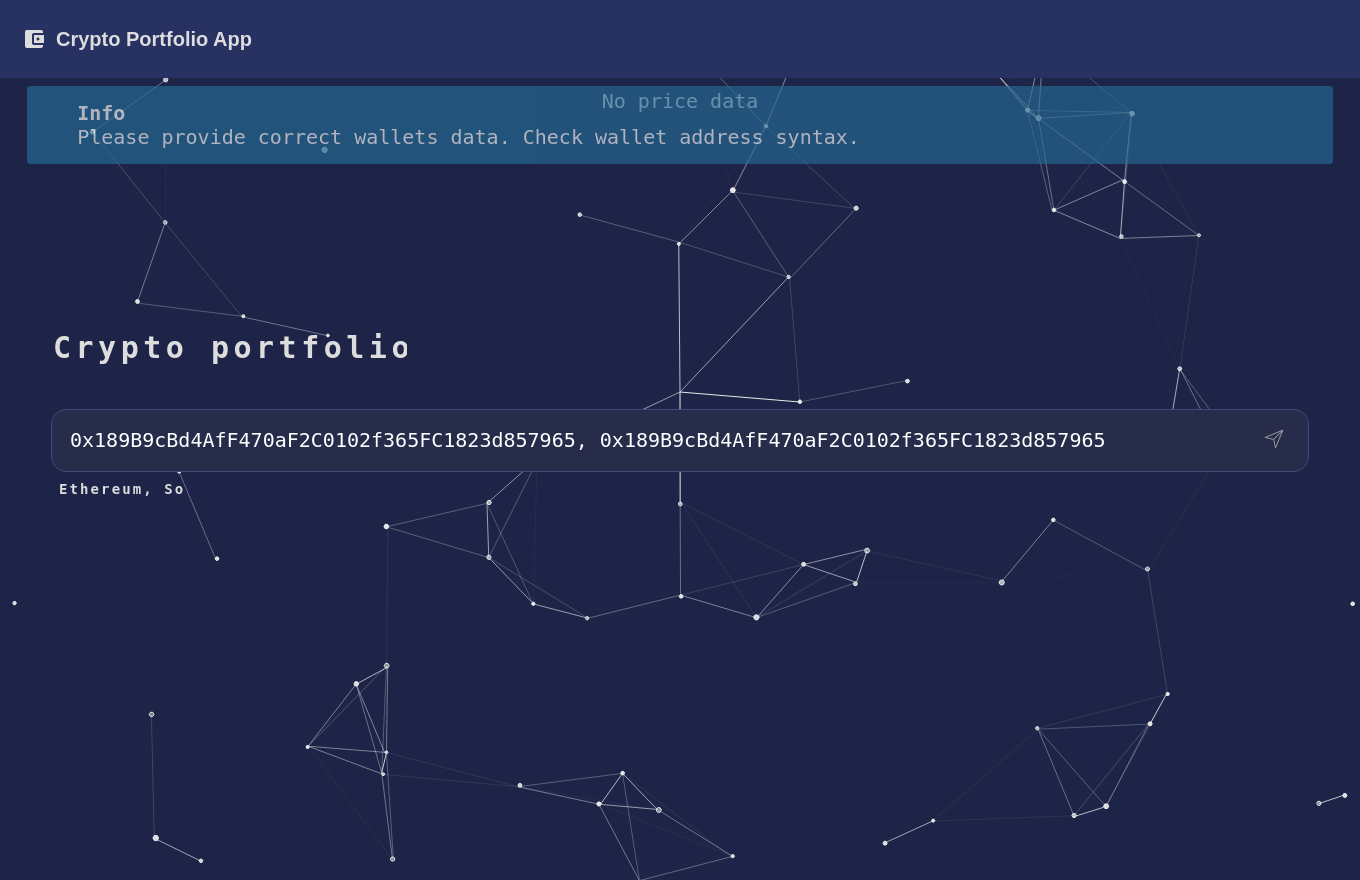 Crypto Portfolio App
No price data
Info
Please provide correct wallets data. Check wallet address syntax.
Crypto portfolio
0x189B9cBd4AfF470aF2C0102f365FC1823d857965, 0x189B9cBd4AfF470aF2C0102f365FC1823d857965
Ethereum, So